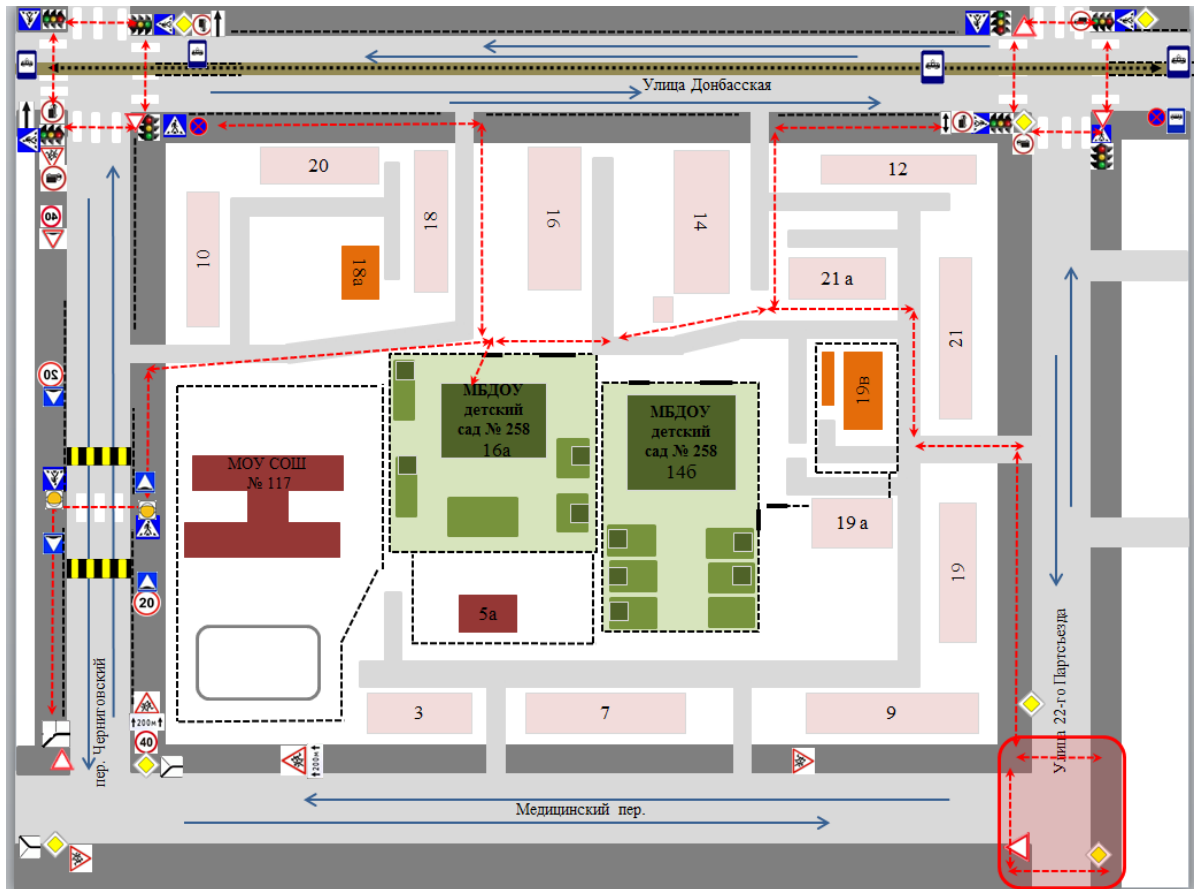 Улица Донбасская
20
12
81
16
14
10
18а
21 а
21
40
20
МБДОУ
детский
сад № 258
16а
МБДОУ
детский
сад № 258
14б
19в
МОУ СОШ
№ 117
19 а
19
20
5а
пер. Черниговский
Улица 22-го Партсъезда
200м
40
3
7
9
200м
Медицинский пер.